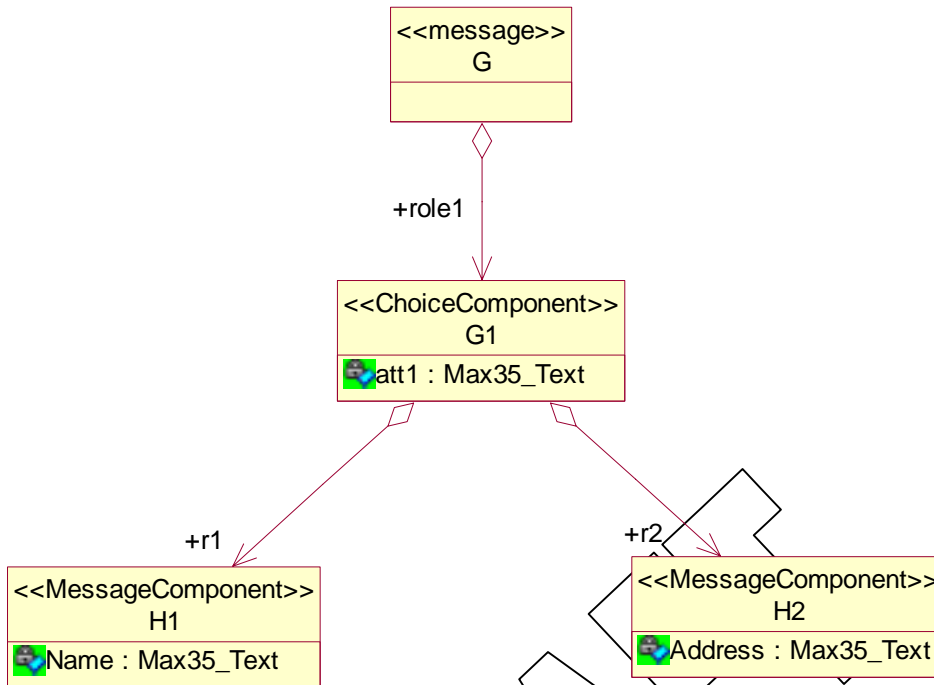 <<message>>
G
+role1
<<ChoiceComponent>>
G1
att1 : Max35_Text
+r1
+r2
<<MessageComponent>>
H1
Name : Max35_Text
<<MessageComponent>>
H2
Address : Max35_Text